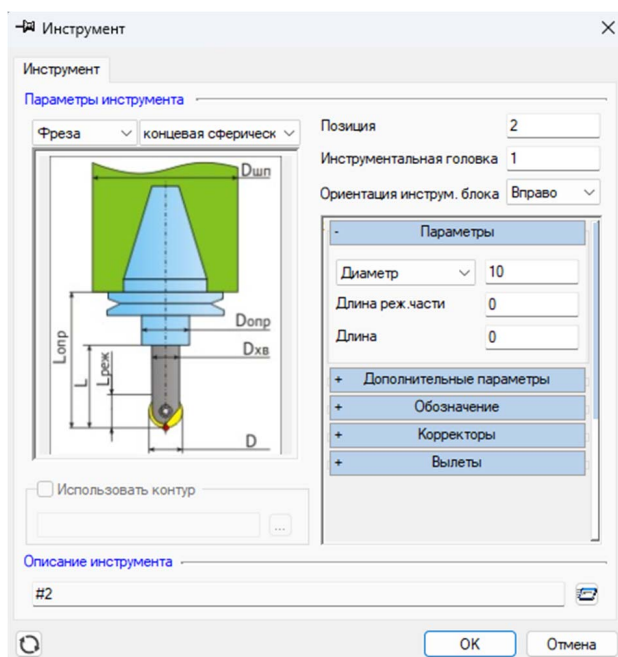 Инструмент
Инструмент
Параметры инструмента
Фреза
концевая сферическ
Позиция
2
Инструментальная головка
1
Ориентация инструм. блока
Вправо
Dшп
Dопр
Dхв
D
Lопр
L
Lреж
- Параметры
Диаметр
10
Длина реж.части
0
Длина
0
+ Дополнительные параметры
+ Обозначение
+ Корректоры
+ Вылеты
Использовать контур
...
Описание инструмента
#2
OK
Отмена